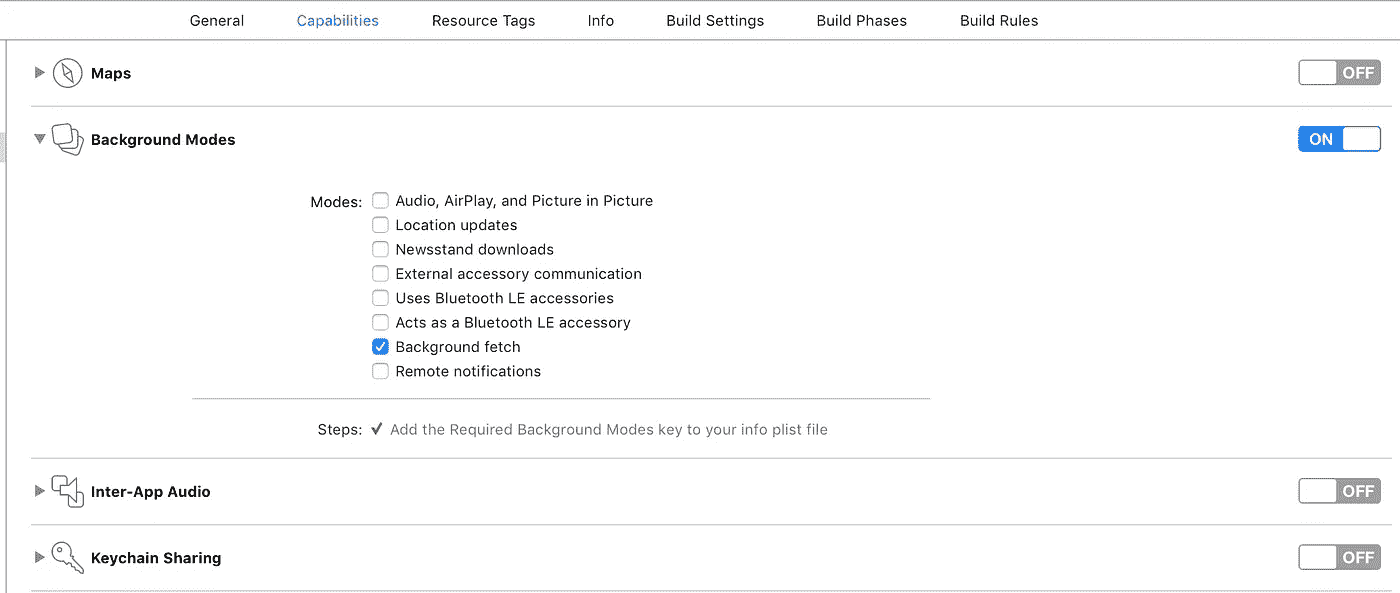 General Capabilities Resource Tags Info Build Settings Build Phases Build Rules
Maps OFF
Background Modes ON
Modes: Audio, AirPlay, and Picture in Picture
Location updates
Newsstand downloads
External accessory communication
Uses Bluetooth LE accessories
Acts as a Bluetooth LE accessory
Background fetch
Remote notifications
Steps: ✔ Add the Required Background Modes key to your info plist file
Inter-App Audio OFF
Keychain Sharing OFF